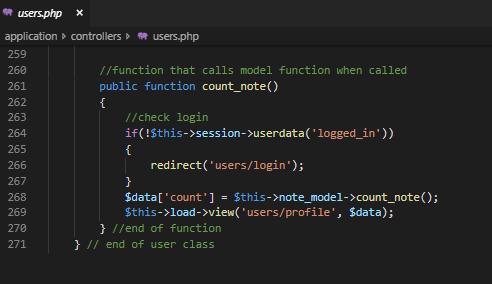 users.php ×
application > controllers > users.php
259
260 //function that calls model function when called
261 public function count_note()
262 {
263 //check login
264 if(!$this->session->userdata('logged_in'))
265 {
266 redirect('users/login');
267 }
268 $data['count'] = $this->note_model->count_note();
269 $this->load->view('users/profile', $data);
270 } //end of function
271 } // end of user class